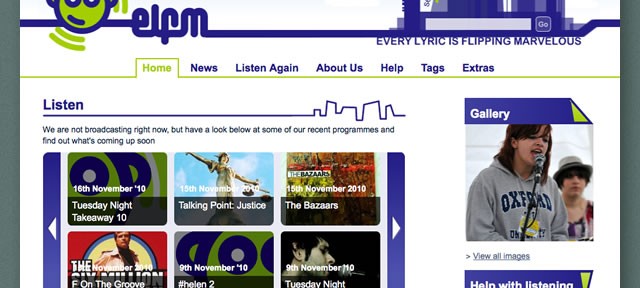 elfm
Go
EVERY LYRIC IS FLIPPING MARVELOUS
Home News Listen Again About Us Help Tags Extras
Listen
We are not broadcasting right now, but have a look below at some of our recent programmes and
find out what's coming up soon
16th November '10
Tuesday Night
Takeaway 10
15th November 2010
Talking Point: Justice
THE BAZAARS
15th November 2010
The Bazaars
THE
November 2010
F On The Groove
9th November '10
#helen 2
9th November '10
Tuesday Night
Gallery
OXFORD
> View all images
Help with listening